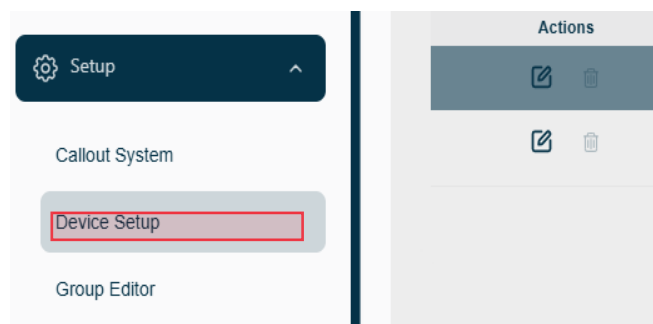 Actions
Setup
Callout System
Device Setup
Group Editor